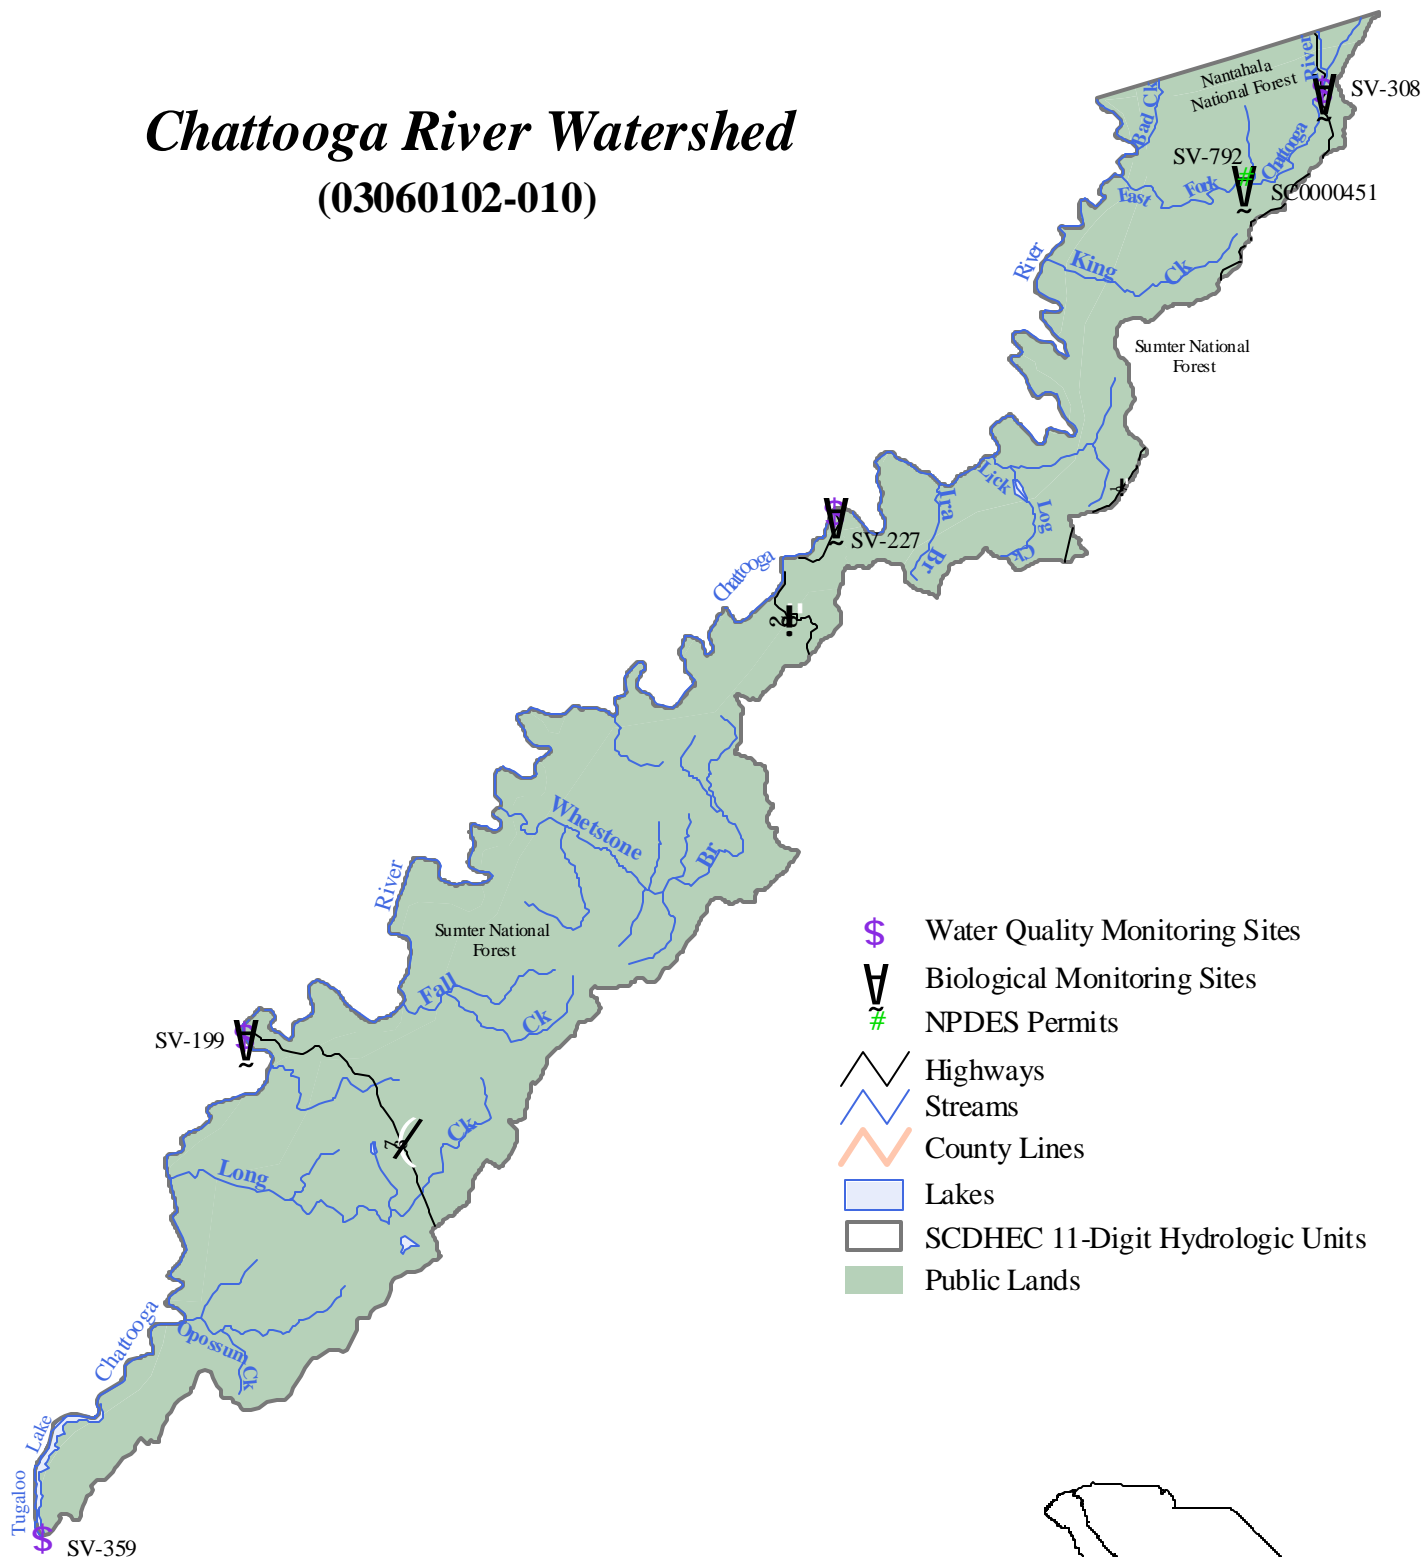 Chattooga River Watershed
(03060102-010)
Nantahala
National Forest
River
SV-308
Bad Ck
SV-792
Chattooga
East Fork
SC0000451
River
King Ck
Sumter National
Forest
Lick
Log
Ck
Ira
Br
SV-227
Chattooga
Whetstone
Br
River
Sumter National
Forest
Fall
Ck
SV-199
Long
Ck
Chattooga
Opossum Ck
Lake
Tugaloo
SV-359
$ Water Quality Monitoring Sites
Biological Monitoring Sites
# NPDES Permits
Highways
Streams
County Lines
Lakes
SCDHEC 11-Digit Hydrologic Units
Public Lands